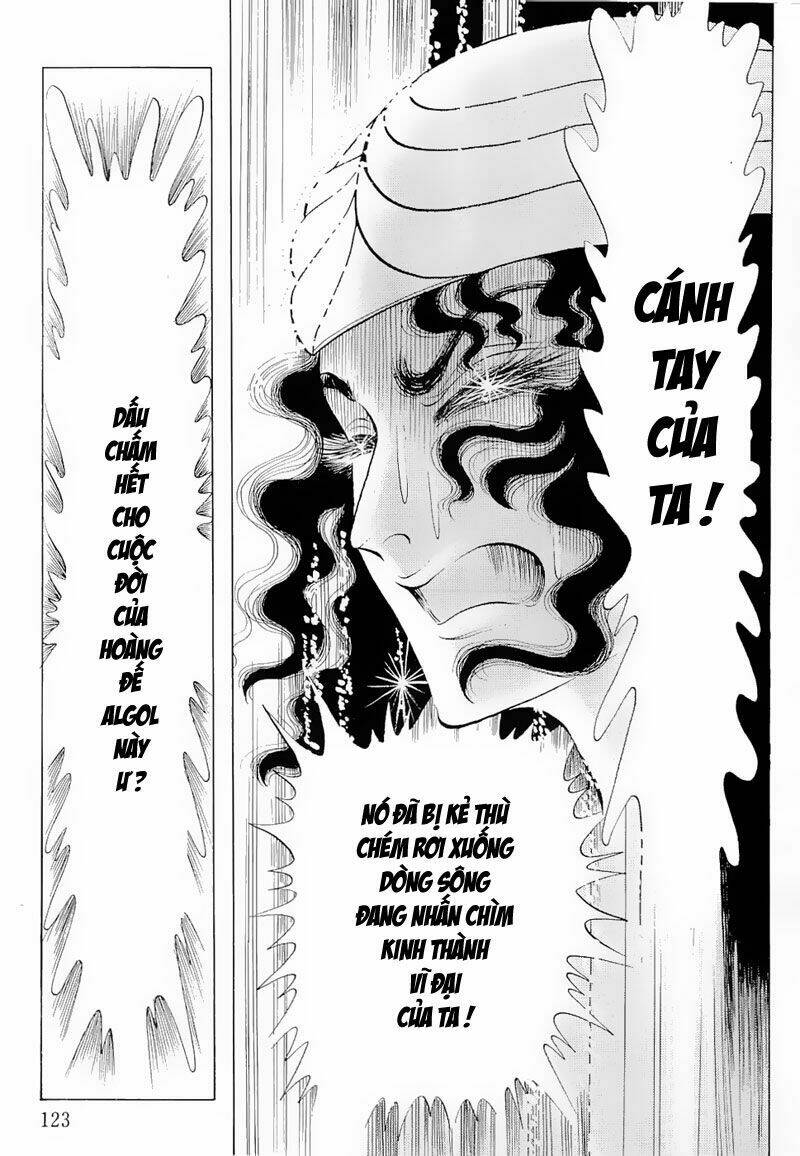 CÁNH
TAY
CỦA
TA!
NÓ ĐÃ BỊ KẺ THÙ
CHÉM RƠI XUỐNG
DÒNG SÔNG
ĐANG NHẤN CHÌM
KINH THÀNH
VĨ ĐẠI
CỦA TA!
DẤU
CHẤM
HẾT
CHO
CUỘC
ĐỜI
CỦA
HOÀNG
ĐẾ
ALGOL
NÀY
Ư?
123